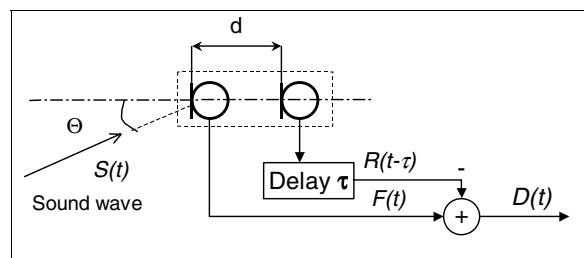 d
Θ
S(t)
Sound wave
Delay τ
R(t-τ)
-
F(t)
+
D(t)